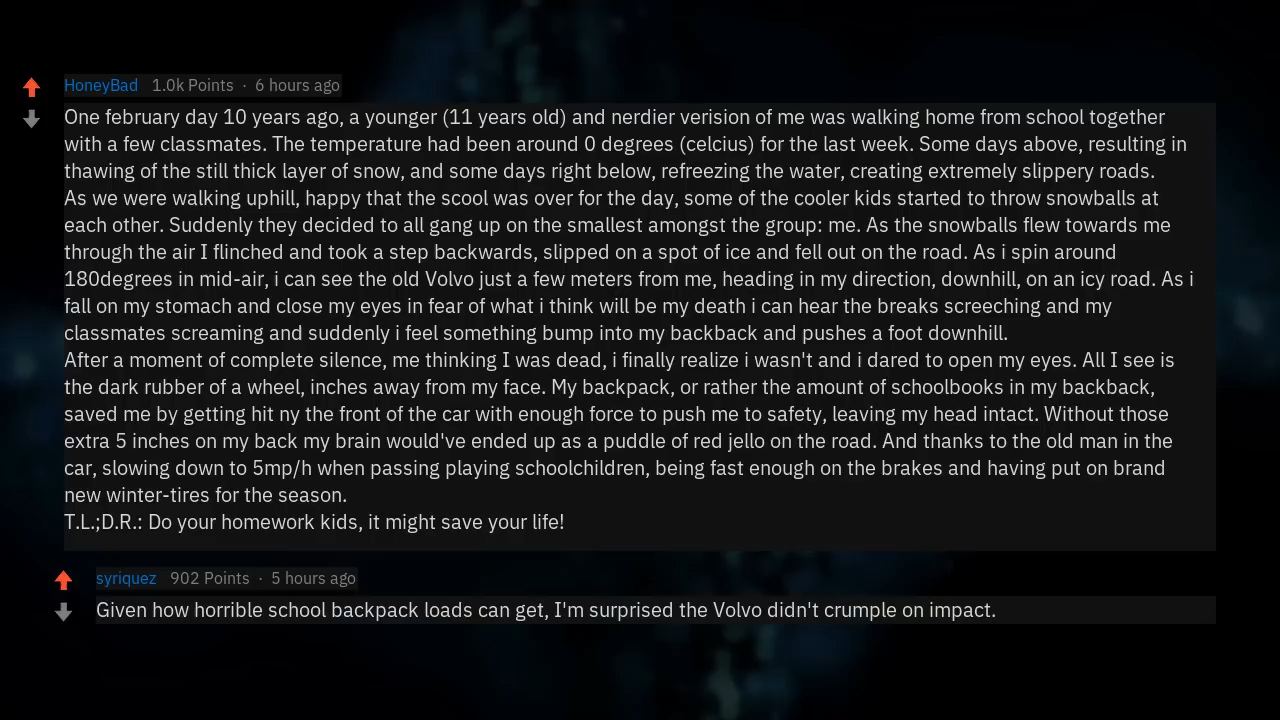 HoneyBad 1.0k Points · 6 hours ago
One february day 10 years ago, a younger (11 years old) and nerdier verision of me was walking home from school together
with a few classmates. The temperature had been around 0 degrees (celcius) for the last week. Some days above, resulting in
thawing of the still thick layer of snow, and some days right below, refreezing the water, creating extremely slippery roads.
As we were walking uphill, happy that the scool was over for the day, some of the cooler kids started to throw snowballs at
each other. Suddenly they decided to all gang up on the smallest amongst the group: me. As the snowballs flew towards me
through the air I flinched and took a step backwards, slipped on a spot of ice and fell out on the road. As i spin around
180degrees in mid-air, i can see the old Volvo just a few meters from me, heading in my direction, downhill, on an icy road. As i
fall on my stomach and close my eyes in fear of what i think will be my death i can hear the breaks screeching and my
classmates screaming and suddenly i feel something bump into my backback and pushes a foot downhill.
After a moment of complete silence, me thinking I was dead, i finally realize i wasn't and i dared to open my eyes. All I see is
the dark rubber of a wheel, inches away from my face. My backpack, or rather the amount of schoolbooks in my backback,
saved me by getting hit ny the front of the car with enough force to push me to safety, leaving my head intact. Without those
extra 5 inches on my back my brain would've ended up as a puddle of red jello on the road. And thanks to the old man in the
car, slowing down to 5mp/h when passing playing schoolchildren, being fast enough on the brakes and having put on brand
new winter-tires for the season.
T.L.;D.R.: Do your homework kids, it might save your life!
syriquez 902 Points · 5 hours ago
Given how horrible school backpack loads can get, I'm surprised the Volvo didn't crumple on impact.